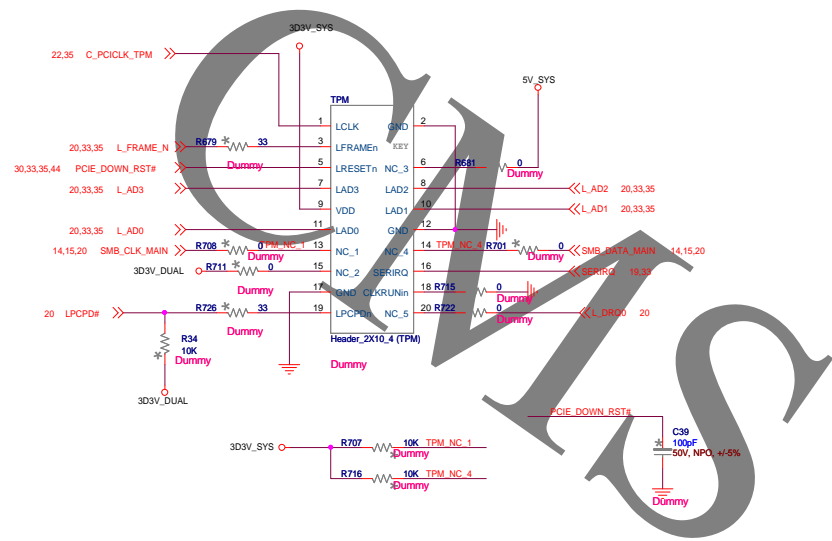 3D3V_SYS
22,35 C_PCICLK_TPM
5V_SYS
TPM
1 LCLK GND 2
20,33,35 L_FRAME_N R679 33 3 LFRAMEn KEY
Dummy
30,33,35,44 PCIE_DOWN_RST# 5 LRESETn NC_3 6 R681 0
Dummy
20,33,35 L_AD3 7 LAD3 LAD2 8 L_AD2 20,33,35
9 VDD LAD1 10 L_AD1 20,33,35
20,33,35 L_AD0 11 LAD0 GND 12
14,15,20 SMB_CLK_MAIN R708 0 TPM_NC_1 13 NC_1 NC_4 14 TPM_NC_4 R701 0 SMB_DATA_MAIN 14,15,20
Dummy Dummy
3D3V_DUAL R711 0 15 NC_2 SERIRQ 16 SERIRQ 19,33
Dummy
17 GND CLKRUNin 18 R715 0
Dummy
20 LPCPD# R726 33 19 LPCPDn NC_5 20 R722 0 L_DRQ0 20
Dummy Dummy
R34
10K
Dummy
Header_2X10_4 (TPM)
Dummy
3D3V_DUAL
PCIE_DOWN_RST#
3D3V_SYS R707 10K TPM_NC_1
Dummy
R716 10K TPM_NC_4
Dummy
C39
100pF
50V, NPO, +/-5%
Dummy
CMS